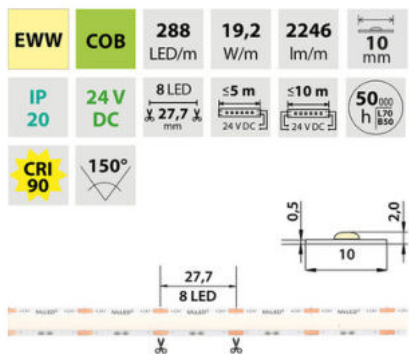 EWW
COB
288
LED/m
19,2
W/m
2246
lm/m
10
mm
IP
20
24 V
DC
8 LED
27,7
mm
≤5 m
24 V DC
≤10 m
24 V DC
50 000
h L70
B50
CRI
90
150°
0,5
2,0
10
27,7
8 LED